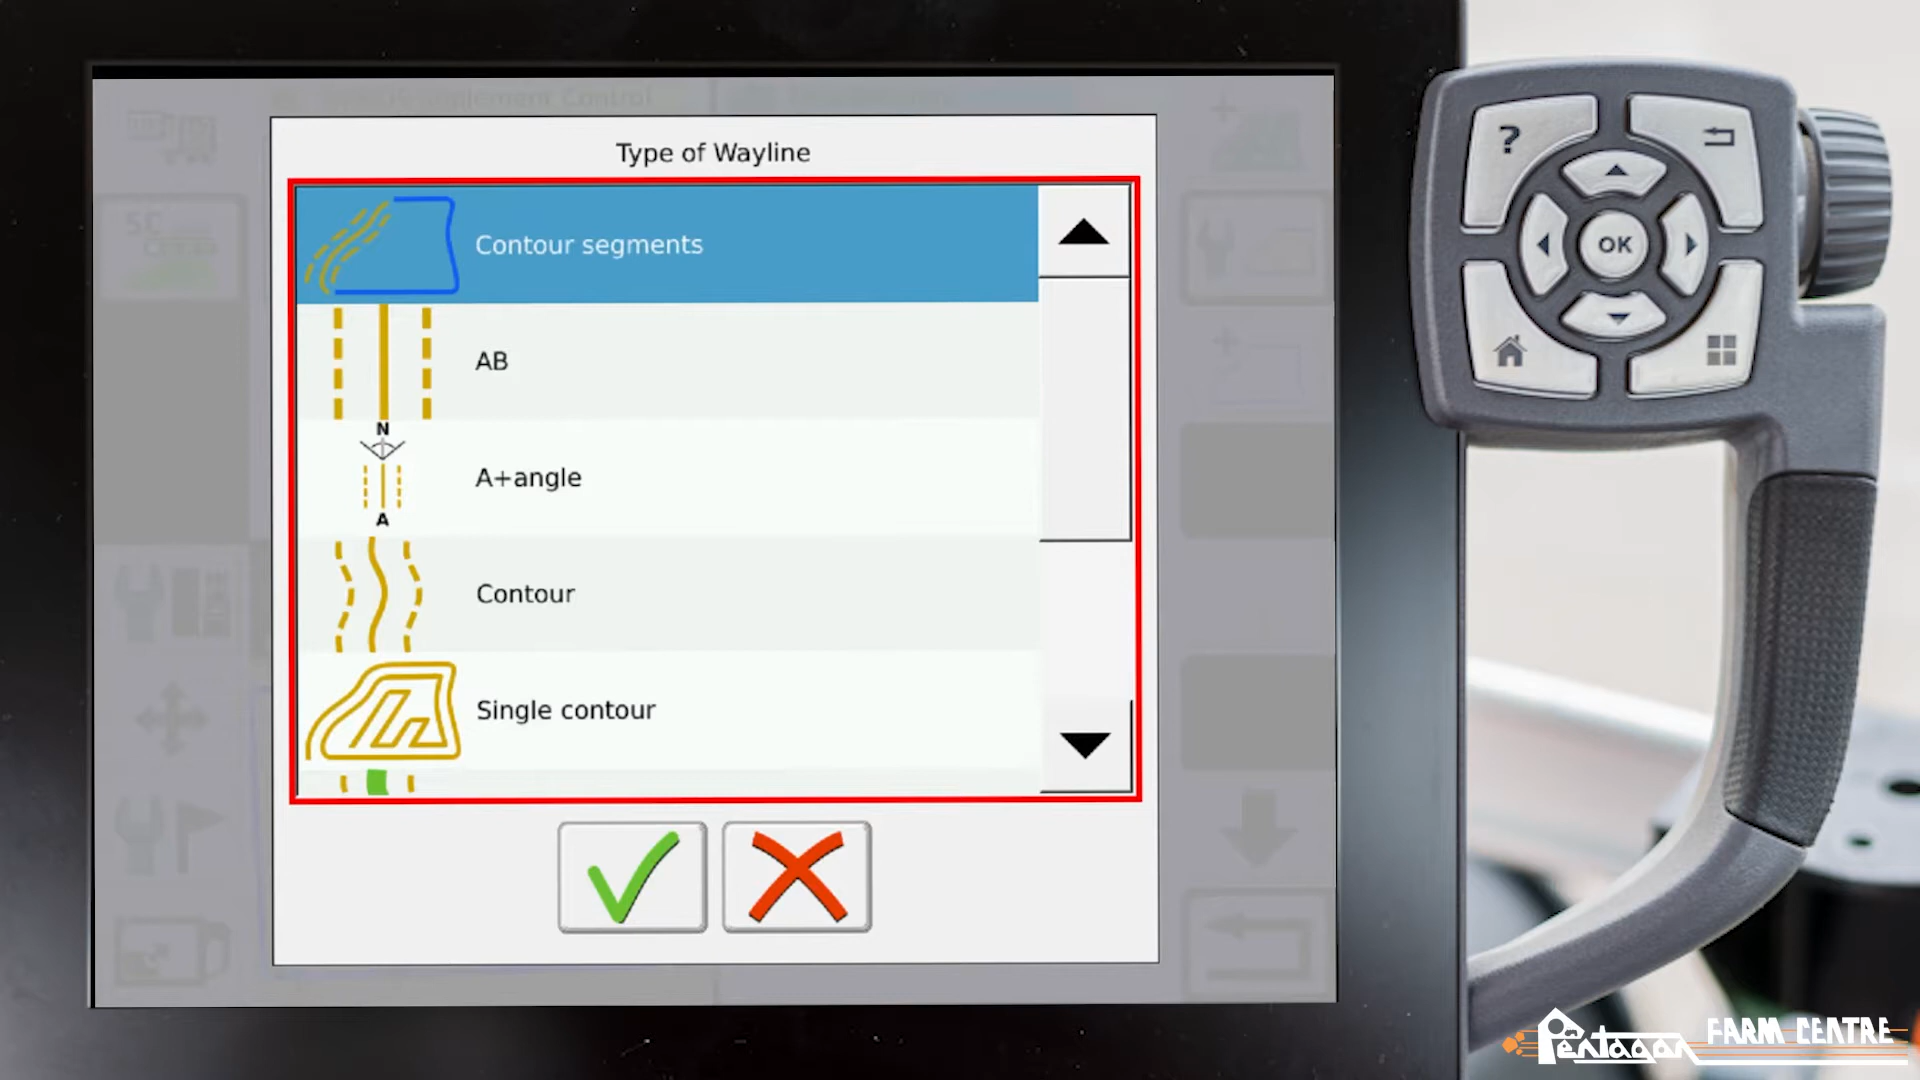 Type of Wayline
Contour segments
AB
N
A
A+angle
Contour
Single contour
?
OK
Pentagon FARM CENTRE